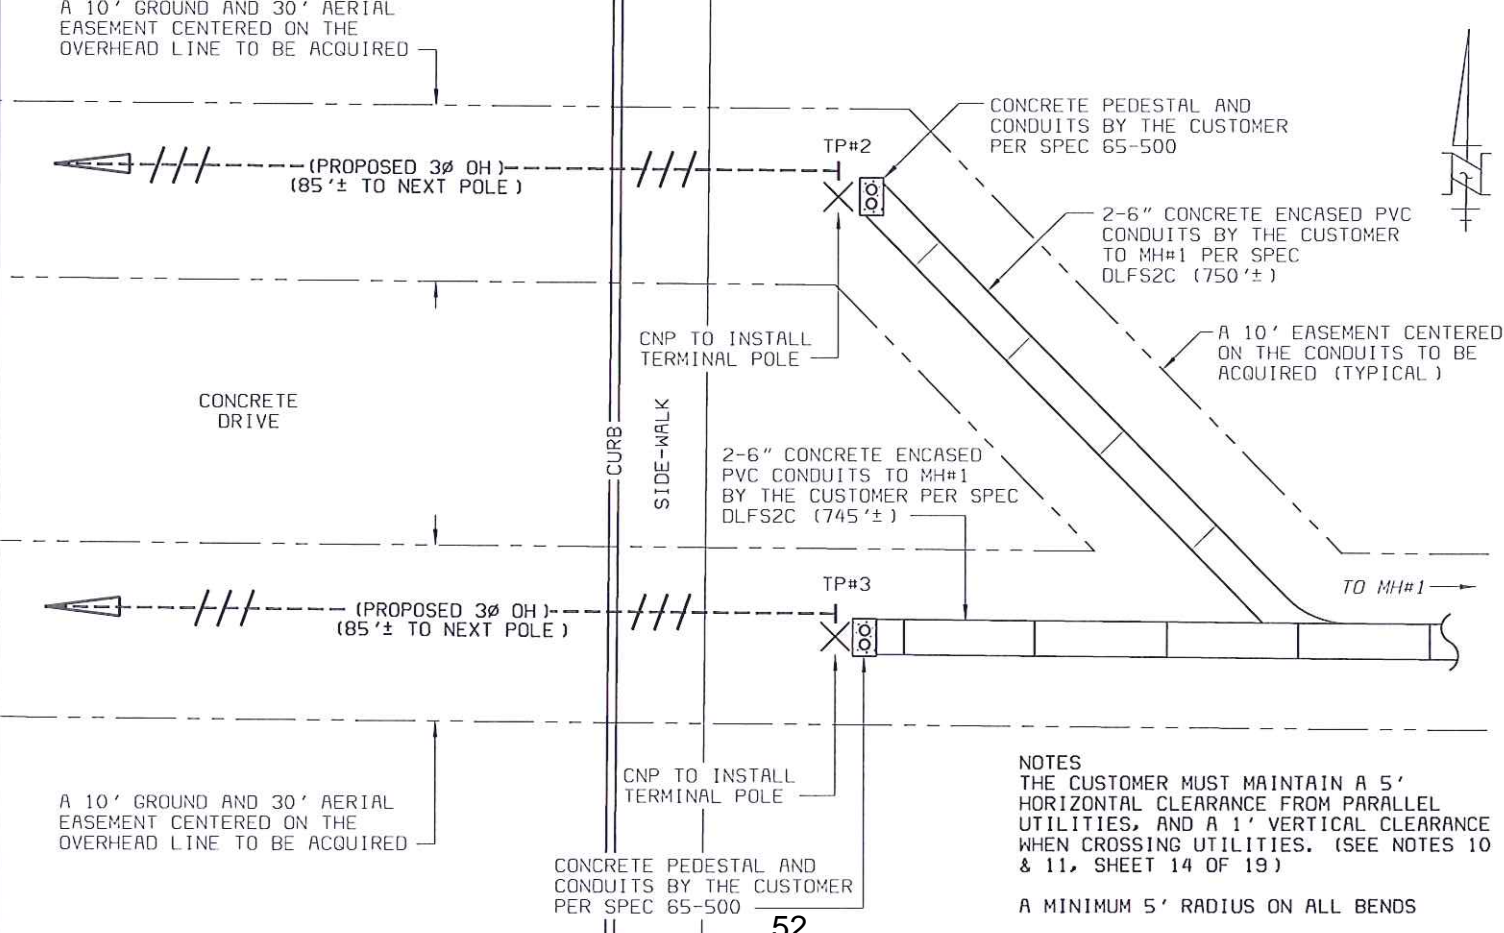 A 10' GROUND AND 30' AERIAL
EASEMENT CENTERED ON THE
OVERHEAD LINE TO BE ACQUIRED
CONCRETE PEDESTAL AND
CONDUITS BY THE CUSTOMER
PER SPEC 65-500
TP#2
(PROPOSED 3ø OH)
(85'± TO NEXT POLE)
2-6" CONCRETE ENCASED PVC
CONDUITS BY THE CUSTOMER
TO MH#1 PER SPEC
DLFS2C (750'±)
CNP TO INSTALL
TERMINAL POLE
A 10' EASEMENT CENTERED
ON THE CONDUITS TO BE
ACQUIRED (TYPICAL)
CONCRETE
DRIVE
CURB
SIDE-WALK
2-6" CONCRETE ENCASED
PVC CONDUITS TO MH#1
BY THE CUSTOMER PER SPEC
DLFS2C (745'±)
TP#3
TO MH#1
(PROPOSED 3ø OH)
(85'± TO NEXT POLE)
CNP TO INSTALL
TERMINAL POLE
A 10' GROUND AND 30' AERIAL
EASEMENT CENTERED ON THE
OVERHEAD LINE TO BE ACQUIRED
CONCRETE PEDESTAL AND
CONDUITS BY THE CUSTOMER
PER SPEC 65-500
NOTES
THE CUSTOMER MUST MAINTAIN A 5'
HORIZONTAL CLEARANCE FROM PARALLEL
UTILITIES, AND A 1' VERTICAL CLEARANCE
WHEN CROSSING UTILITIES. (SEE NOTES 10
& 11, SHEET 14 OF 19)
A MINIMUM 5' RADIUS ON ALL BENDS
52
N